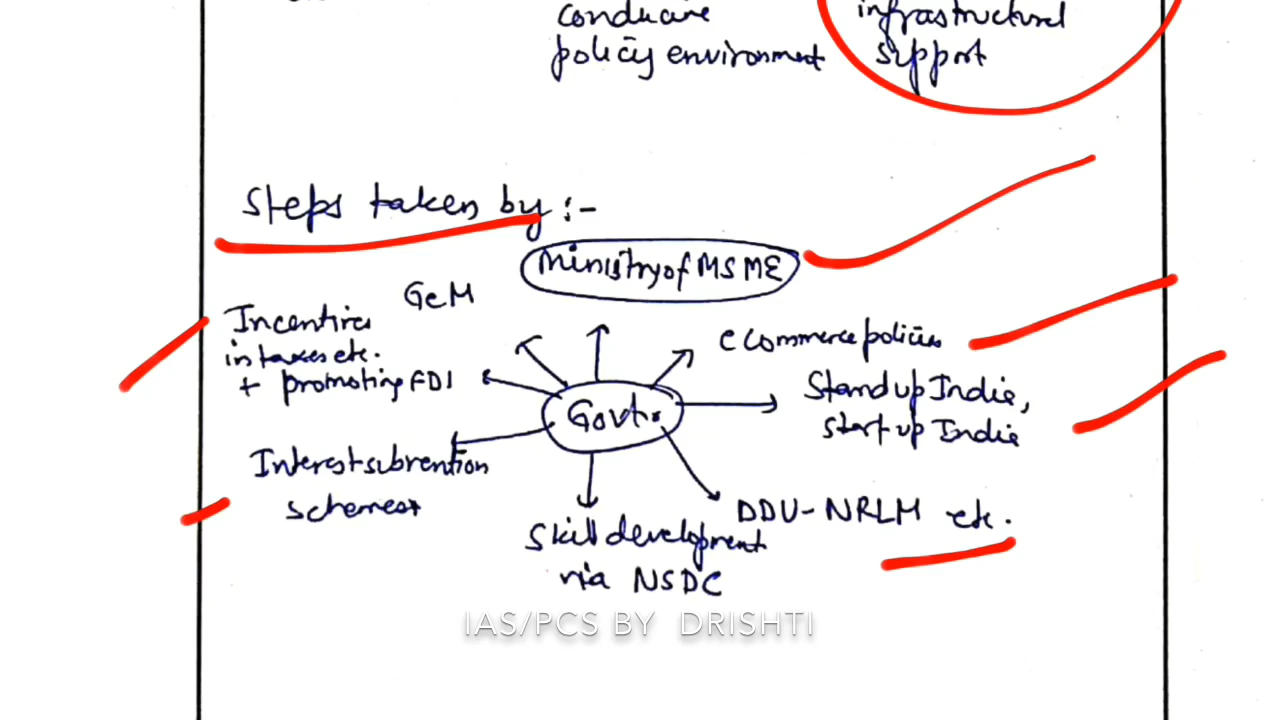 conducive
policy environment
infrastructural
support
Steps taken by :-
Ministry of MSME
GeM
Incentives
in taxes etc.
+ promoting FDI
e commerce policies
Stand up India,
Start up India
Govt.
Interest subvention
schemes
DDU-NRLM etc.
Skill development
via NSDC
IAS/PCS BY DRISHTI